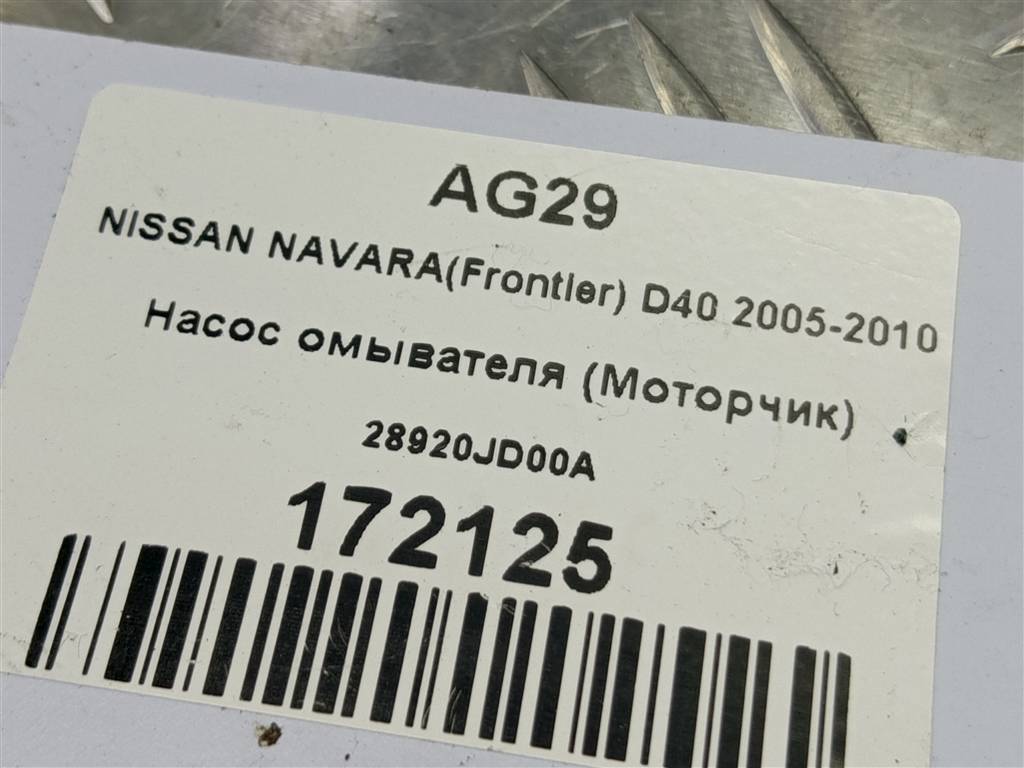 AG29
NISSAN NAVARA(Frontier) D40 2005-2010
Насос омывателя (Моторчик)
28920JD00A
172125